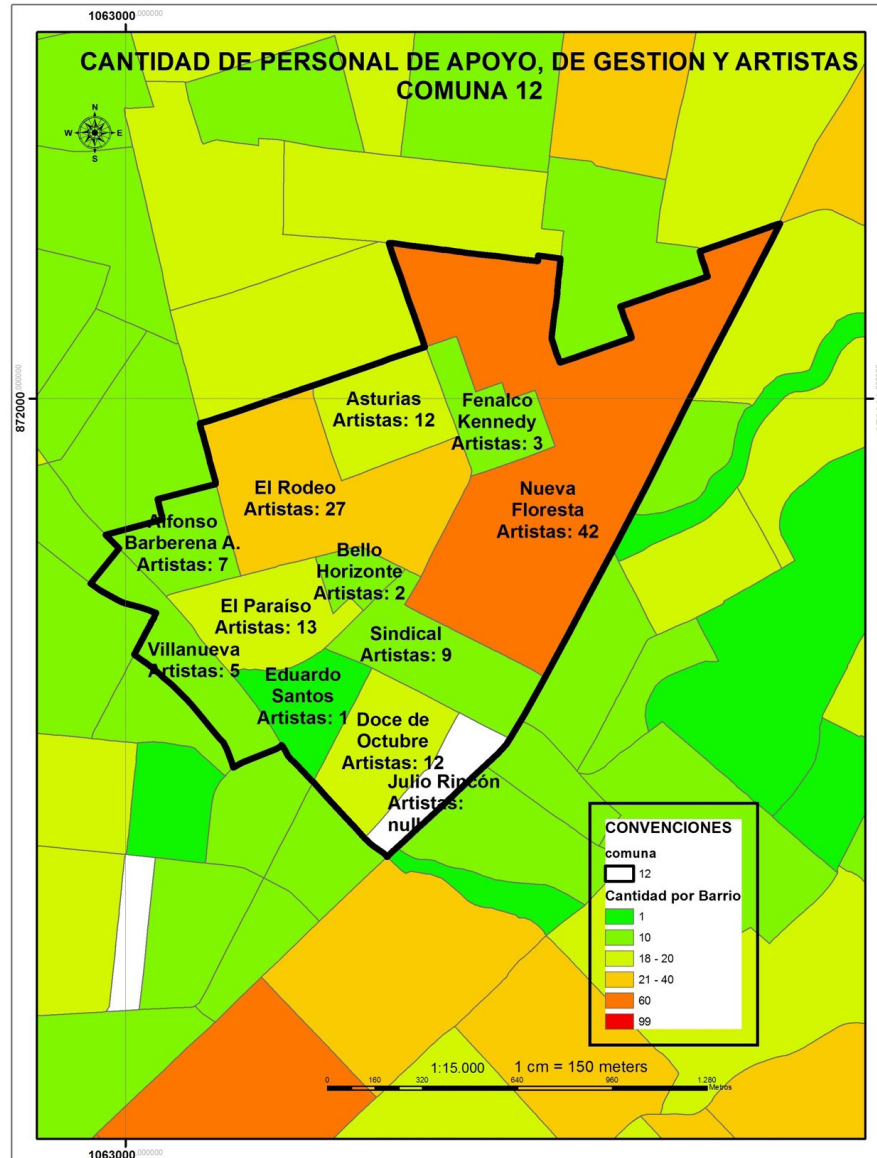 1063000,000000
CANTIDAD DE PERSONAL DE APOYO, DE GESTION Y ARTISTAS
COMUNA 12
N
W
E
S
872000,000000
Asturias
Artistas: 12
Fenalco
Kennedy
Artistas: 3
El Rodeo
Artistas: 27
Nueva
Floresta
Artistas: 42
Alfonso
Barberena A.
Artistas: 7
Bello
Horizonte
Artistas: 2
El Paraíso
Artistas: 13
Sindical
Artistas: 9
Villanueva
Artistas: 5
Eduardo
Santos
Artistas: 1
Doce de
Octubre
Artistas: 12
Julio Rincón
Artistas:
null
CONVENCIONES
comuna
12
Cantidad por Barrio
1
10
18 - 20
21 - 40
60
99
1:15.000 1 cm = 150 meters
0 160 320 640 960 1.280
Metros
1063000,000000